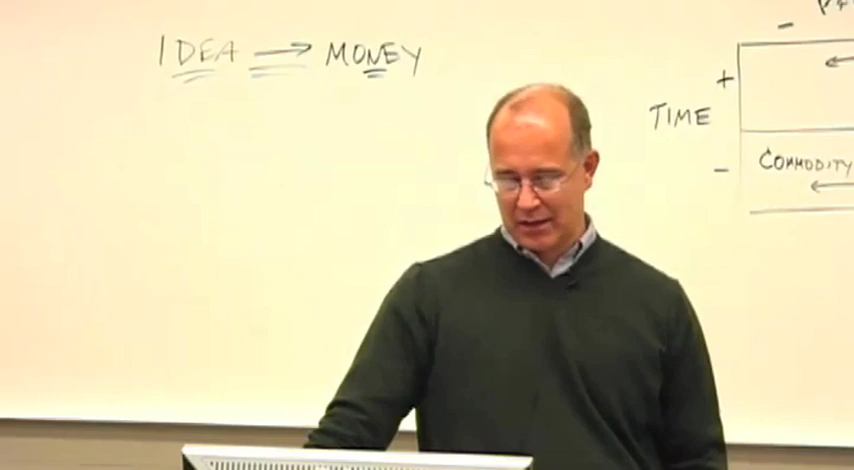 IDEA → MONEY
-
+
TIME
COMMODITY
-